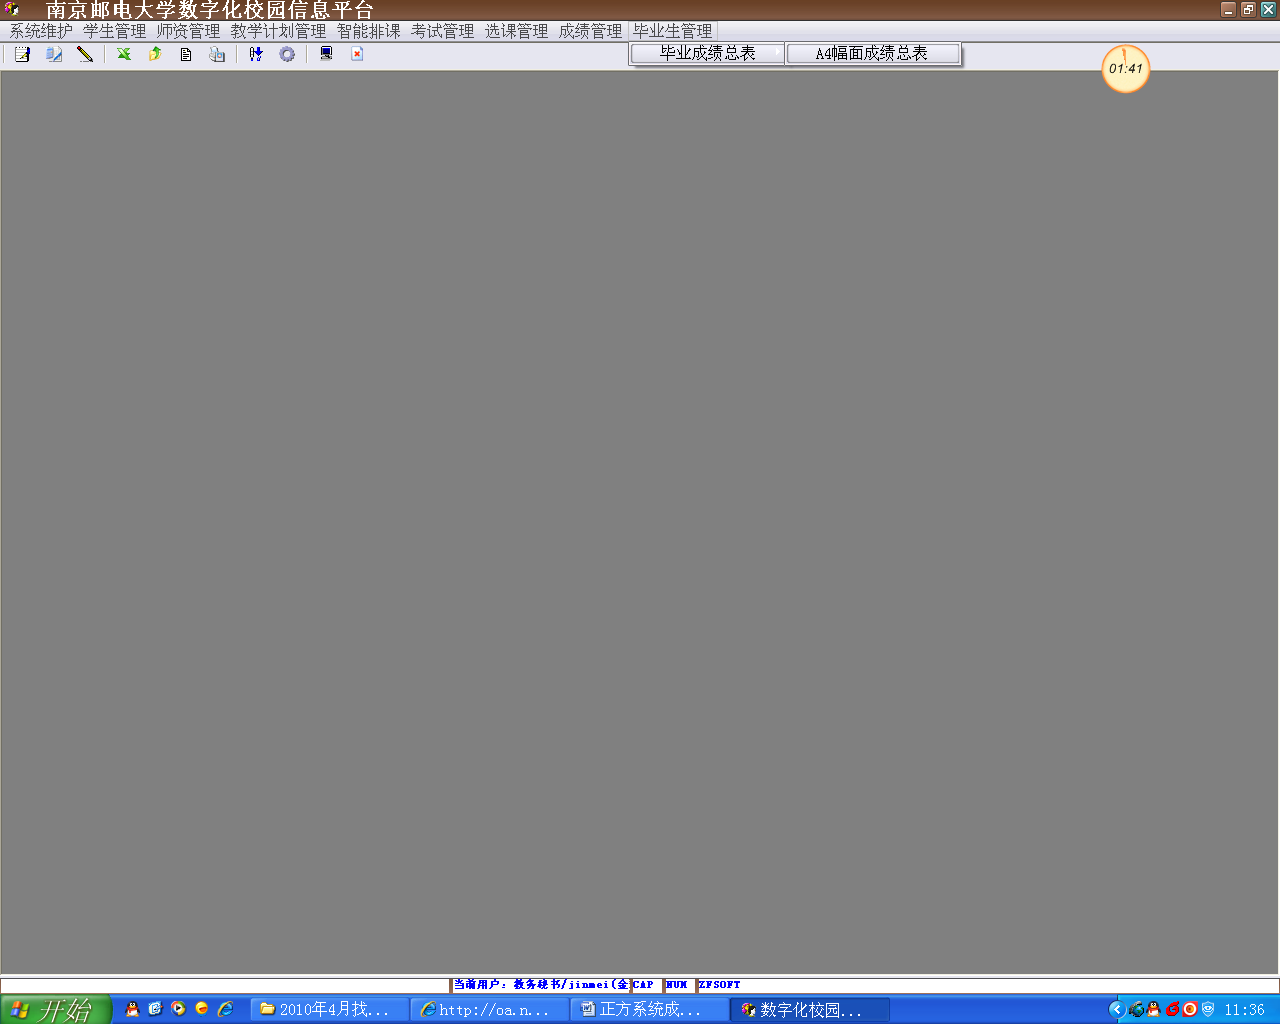 南京邮电大学数字化校园信息平台
系统维护 学生管理 师资管理 教学计划管理 智能排课 考试管理 选课管理 成绩管理 毕业生管理
毕业成绩总表 A4幅面成绩总表
01:41
当前用户: 教务秘书/jinmei(金 CAP NUM ZFSOFT
开始 2010年4月找... http://oa.n... 正方系统成... 数字化校园... 11:36